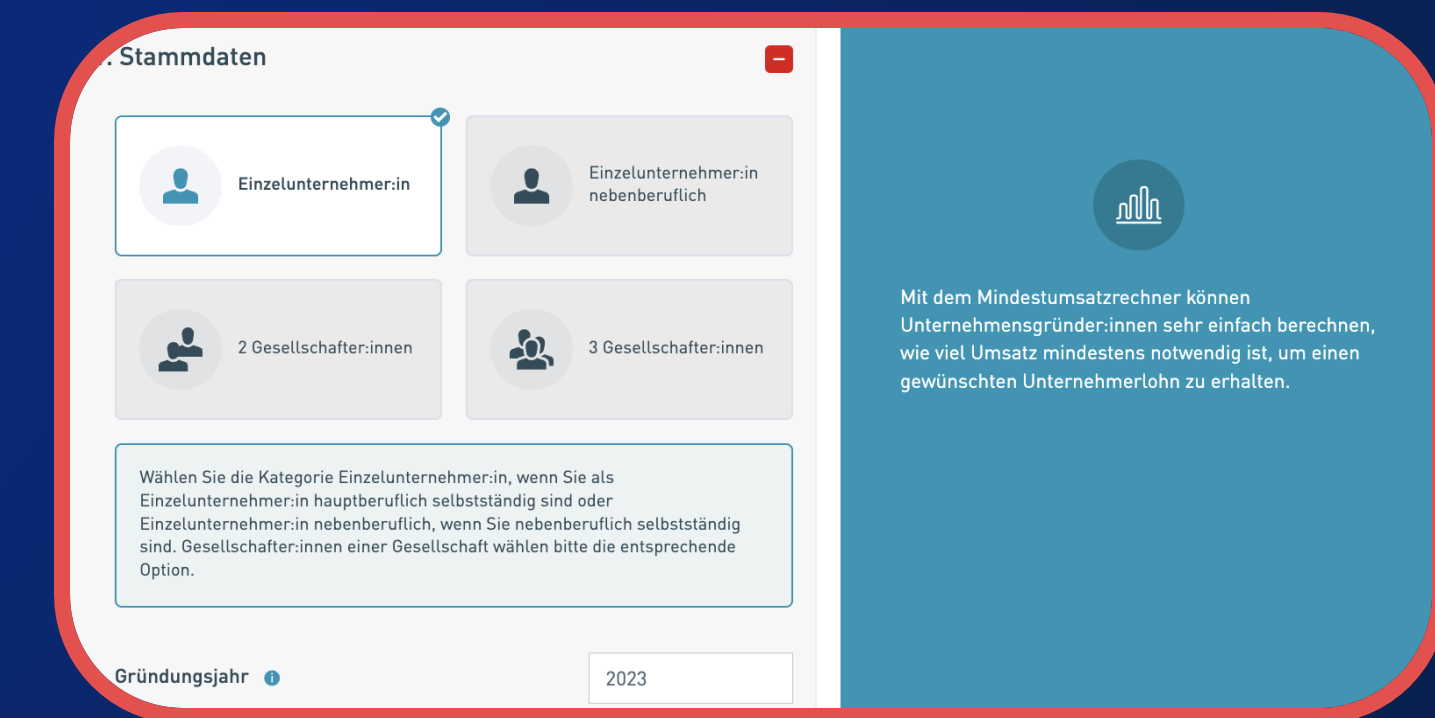 . Stammdaten
Einzelunternehmer:in
Einzelunternehmer:in
nebenberuflich
2 Gesellschafter:innen
3 Gesellschafter:innen
Wählen Sie die Kategorie Einzelunternehmer:in, wenn Sie als
Einzelunternehmer:in hauptberuflich selbstständig sind oder
Einzelunternehmer:in nebenberuflich, wenn Sie nebenberuflich selbstständig
sind. Gesellschafter:innen einer Gesellschaft wählen bitte die entsprechende
Option.
Gründungsjahr i
2023
Mit dem Mindestumsatzrechner können
Unternehmensgründer:innen sehr einfach berechnen,
wie viel Umsatz mindestens notwendig ist, um einen
gewünschten Unternehmerlohn zu erhalten.